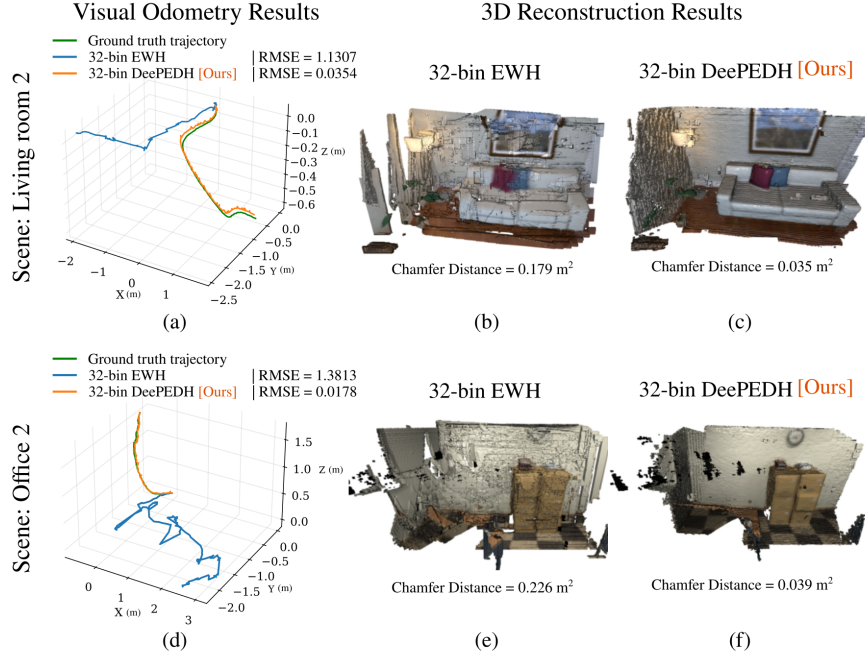 Visual Odometry Results
3D Reconstruction Results
Scene: Living room 2
Ground truth trajectory
32-bin EWH | RMSE = 1.1307
32-bin DeePEDH [Ours] | RMSE = 0.0354
0.0
−0.1
−0.2
−0.3
−0.4
−0.5
−0.6
Z (m)
0.0
−0.5
−1.0
−1.5
−2.0
−2.5
Y (m)
−2
−1
0
1
X (m)
(a)
32-bin EWH
Chamfer Distance = 0.179 m²
(b)
32-bin DeePEDH [Ours]
Chamfer Distance = 0.035 m²
(c)
Scene: Office 2
Ground truth trajectory
32-bin EWH | RMSE = 1.3813
32-bin DeePEDH [Ours] | RMSE = 0.0178
1.5
1.0
0.5
0.0
Z (m)
0.0
−0.5
−1.0
−1.5
−2.0
Y (m)
0
1
2
3
X (m)
(d)
32-bin EWH
Chamfer Distance = 0.226 m²
(e)
32-bin DeePEDH [Ours]
Chamfer Distance = 0.039 m²
(f)